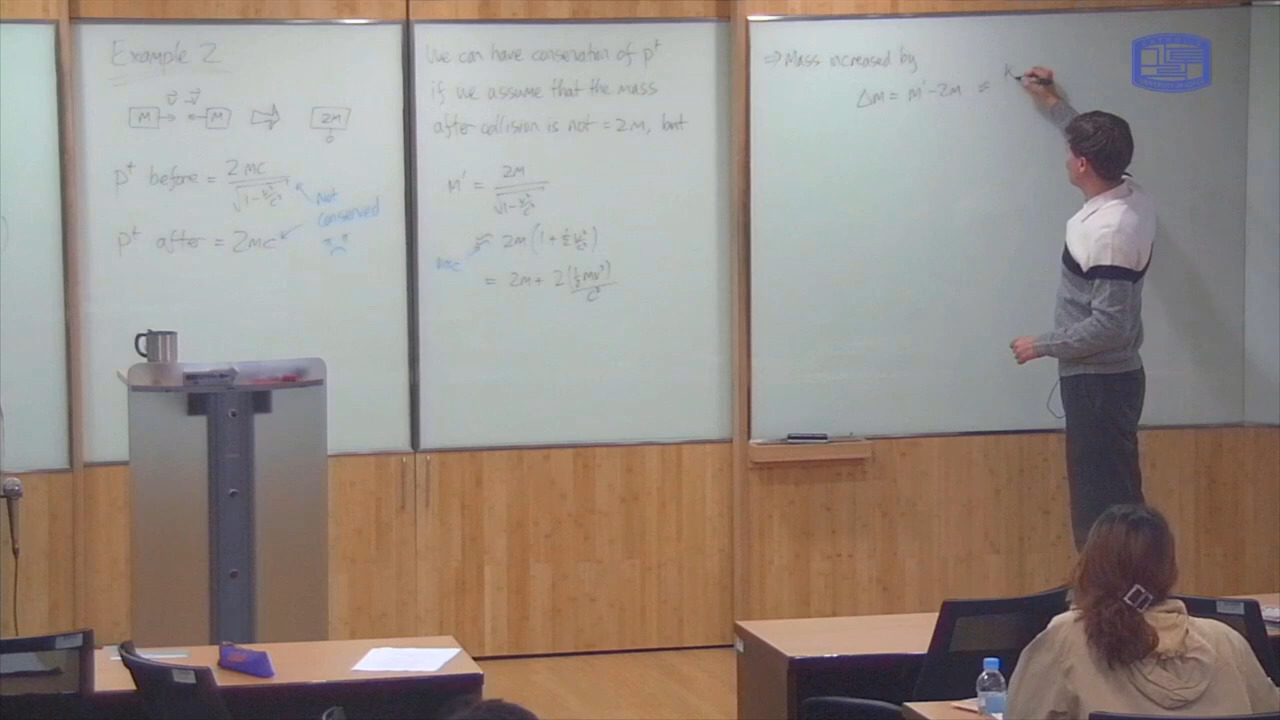 Example 2
v⃗ -v⃗
M → ← M ⇒ 2M
0
p^t before = 2mc / √(1-v²/c²)
p^t after = 2mc
Not
conserved
We can have conservation of p^t
if we assume that the mass
after collision is not = 2M, but
M' = 2M / √(1-v²/c²)
≈ 2M (1 + ½ v²/c²)
v≪c
= 2M + 2(½mv²)/c²
⇒ Mass increased by
ΔM = M' - 2M ≈ K